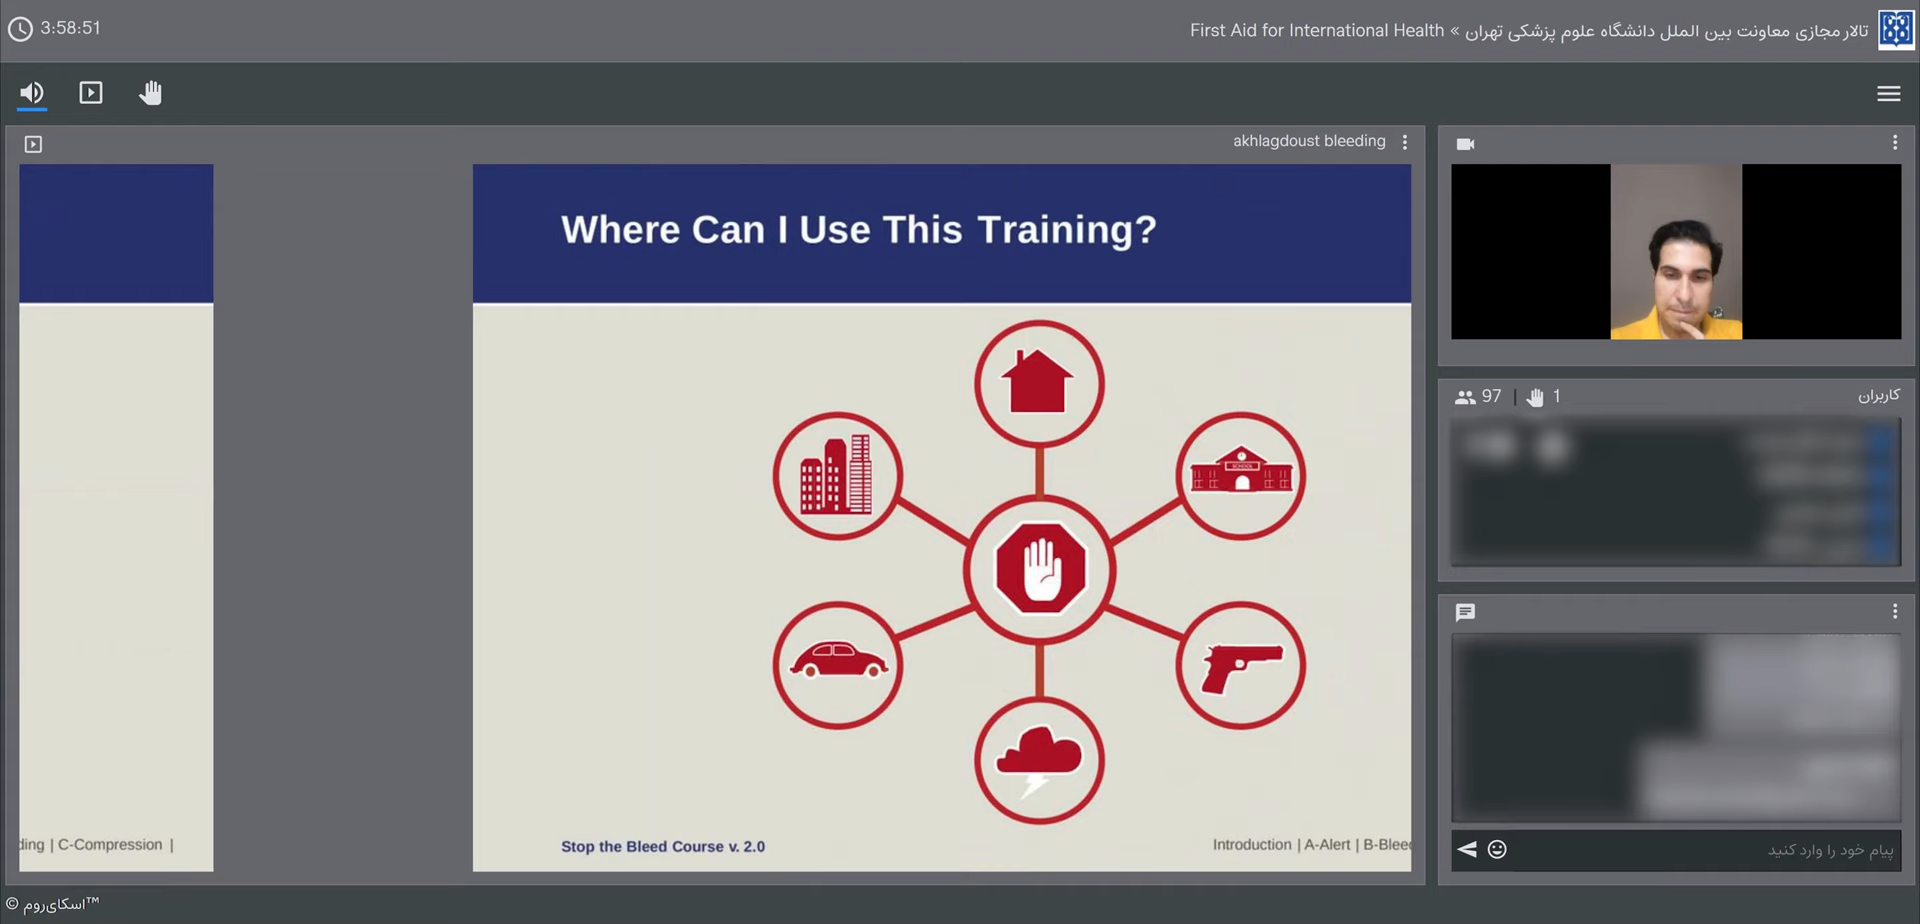 3:58:51
تالار مجازی معاونت بین الملل دانشگاه علوم پزشکی تهران » First Aid for International Health
akhlagdoust bleeding
Where Can I Use This Training?
SCHOOL
ding | C-Compression |
Stop the Bleed Course v. 2.0
Introduction | A-Alert | B-Blee
97 | 1
کاربران
پیام خود را وارد کنید
© اسکای‌روم™